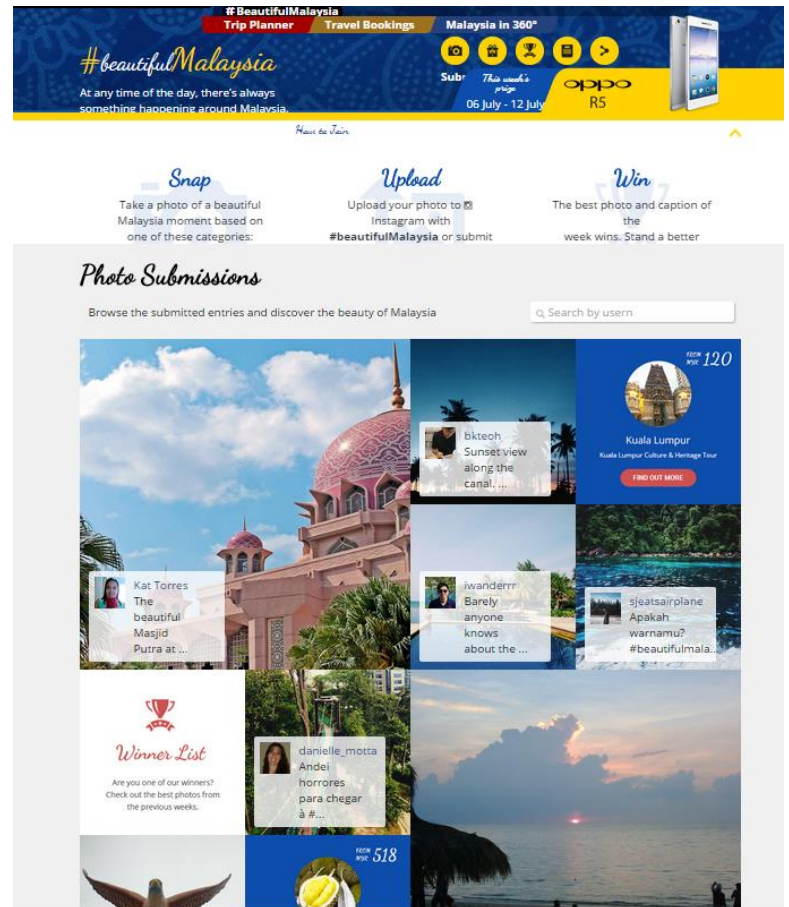 #BeautifulMalaysia
Trip Planner
Travel Bookings
Malaysia in 360°
#beautifulMalaysia
At any time of the day, there's always
something happening around Malaysia.
This week's
prize
06 July - 12 July
oppo
R5
How to Join
Snap
Take a photo of a beautiful
Malaysia moment based on
one of these categories:
Upload
Upload your photo to
Instagram with
#beautifulMalaysia or submit
Win
The best photo and caption of
the
week wins. Stand a better
Photo Submissions
Browse the submitted entries and discover the beauty of Malaysia
Search by usern
Kat Torres
The
beautiful
Masjid
Putra at ...
bkteoh
Sunset view
along the
canal. ...
FROM
MYR 120
Kuala Lumpur
Kuala Lumpur Culture & Heritage Tour
FIND OUT MORE
iwanderrr
Barely
anyone
knows
about the ...
sjeatsairplane
Apakah
warnamu?
#beautifulmala...
Winner List
Are you one of our winners?
Check out the best photos from
the previous weeks.
danielle_motta
Andei
horrores
para chegar
à #...
FROM
MYR 518